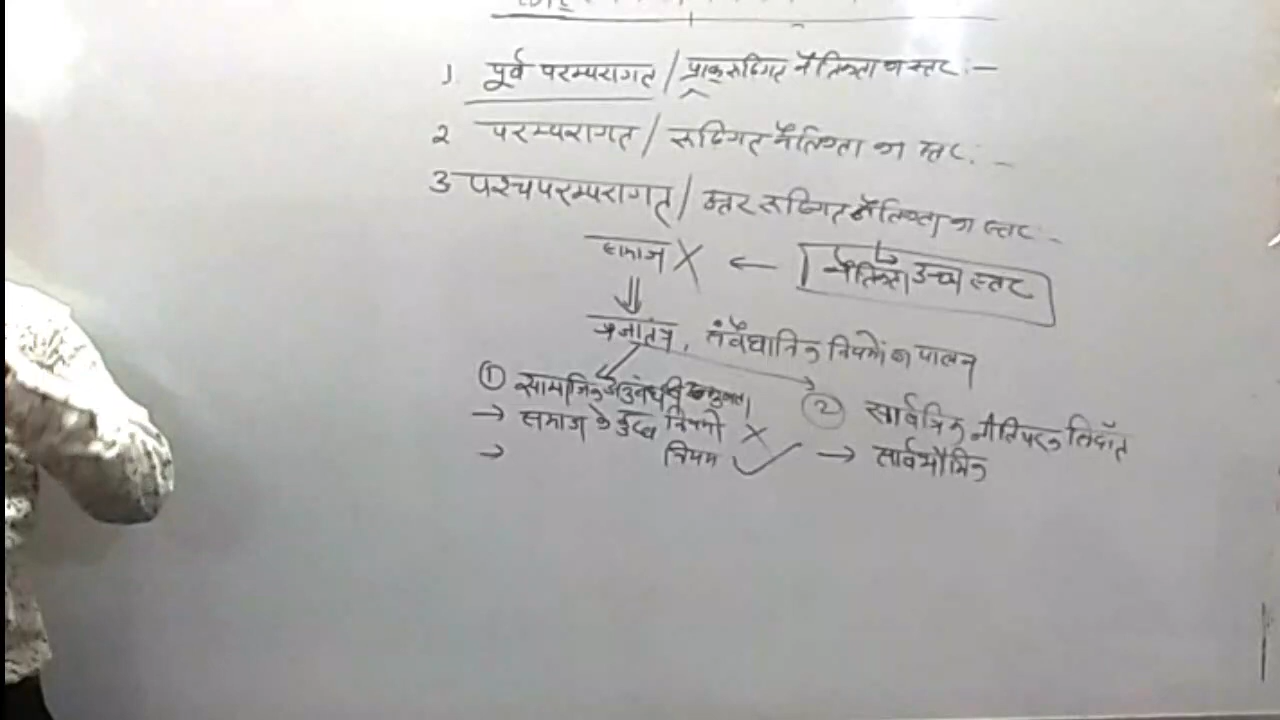 1. पूर्व परम्परागत / प्राक् रूढिगत नैतिकता का स्तर :—
2 परम्परागत / रूढिगत नैतिकता का स्तर : -
3 पश्चपरम्परागत / उत्तर रूढिगत नैतिकता का स्तर -
समाज X ← नैतिकता उच्च स्तर
⇓
प्रजातंत्र, संवैधानिक नियमों का पालन
① सामाजिक अनुबंध
② सार्वत्रिक नीतिपरक सिद्धांत
→ समाज के कुछ नियमों X
→ नियम ✓
→ सार्वभौमिक